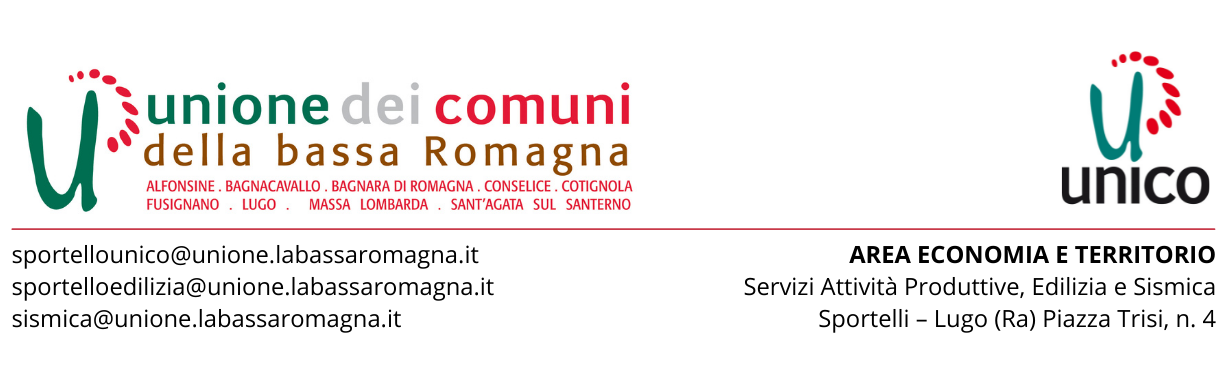 unione dei comuni
della bassa Romagna
ALFONSINE . BAGNACAVALLO . BAGNARA DI ROMAGNA . CONSELICE . COTIGNOLA
FUSIGNANO . LUGO . MASSA LOMBARDA . SANT'AGATA SUL SANTERNO
unico
sportellounico@unione.labassaromagna.it
sportelloedilizia@unione.labassaromagna.it
sismica@unione.labassaromagna.it
AREA ECONOMIA E TERRITORIO
Servizi Attività Produttive, Edilizia e Sismica
Sportelli – Lugo (Ra) Piazza Trisi, n. 4